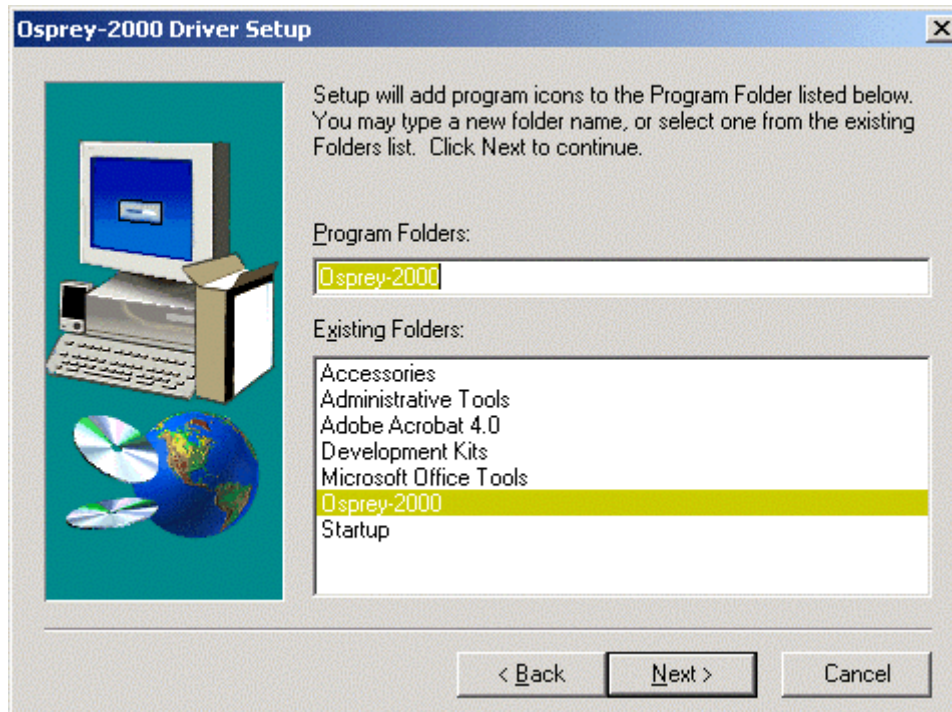 Osprey-2000 Driver Setup
Setup will add program icons to the Program Folder listed below.
You may type a new folder name, or select one from the existing
Folders list.  Click Next to continue.
Program Folders:
Osprey-2000
Existing Folders:
Accessories
Administrative Tools
Adobe Acrobat 4.0
Development Kits
Microsoft Office Tools
Osprey-2000
Startup
< Back
Next >
Cancel